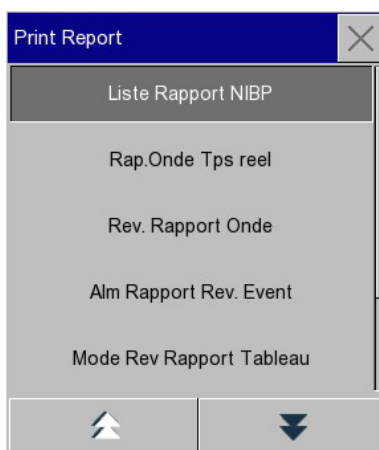 Print Report
Liste Rapport NIBP
Rap.Onde Tps reel
Rev. Rapport Onde
Alm Rapport Rev. Event
Mode Rev Rapport Tableau